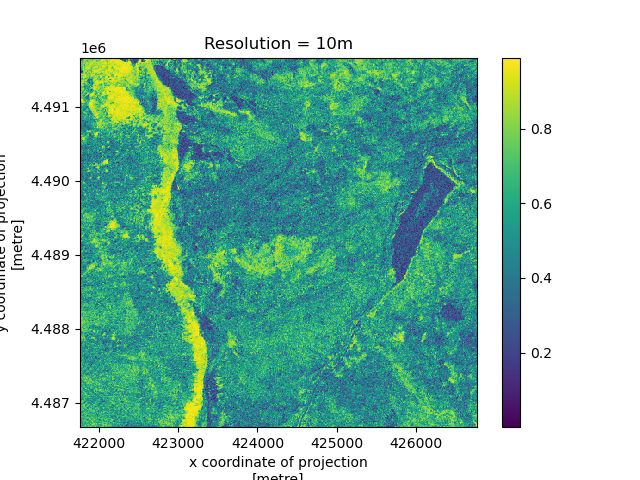 Resolution = 10m
1e6
4.491
4.490
4.489
4.488
4.487
y coordinate of projection
[metre]
422000 423000 424000 425000 426000
x coordinate of projection
[metre]
0.8
0.6
0.4
0.2